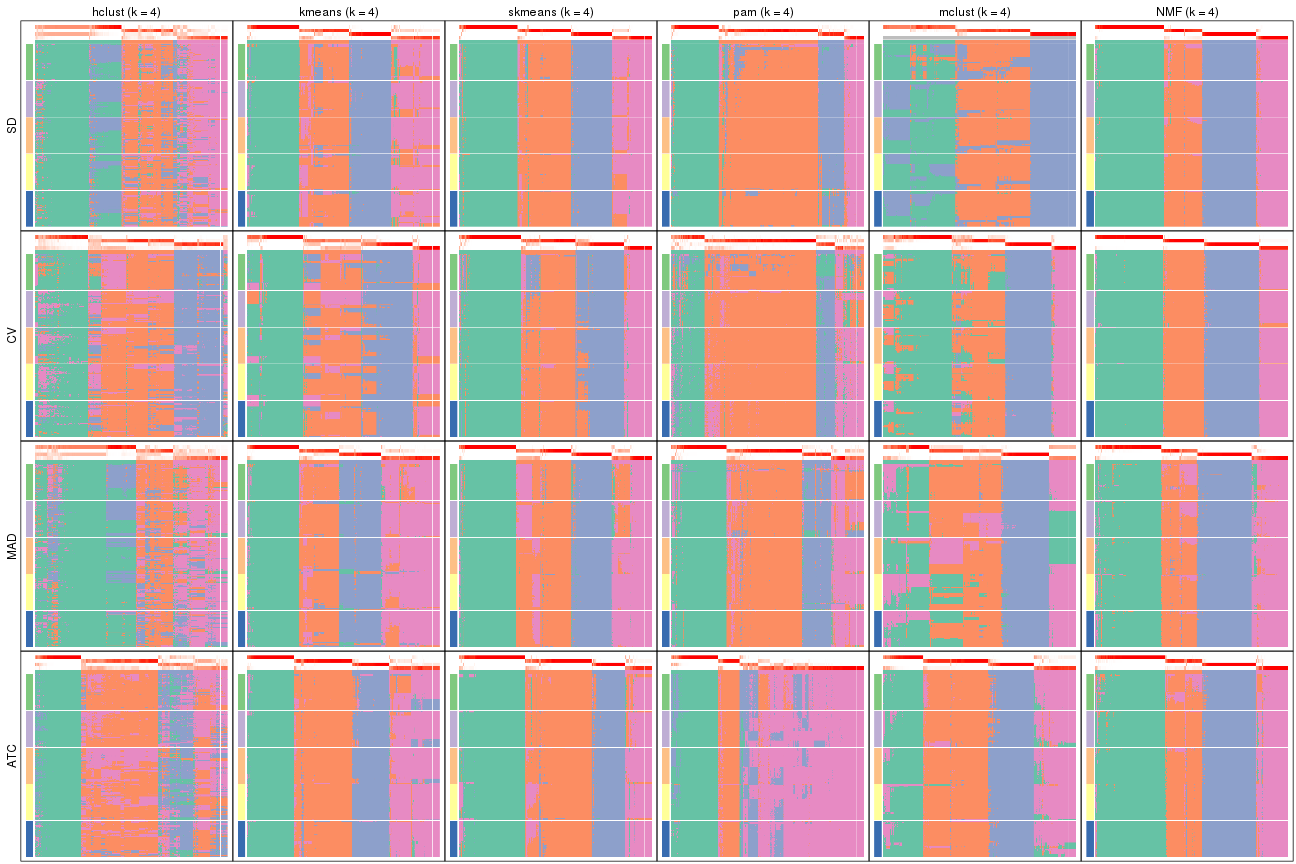 hclust (k = 4) kmeans (k = 4) skmeans (k = 4) pam (k = 4) mclust (k = 4) NMF (k = 4)
SD
CV
MAD
ATC